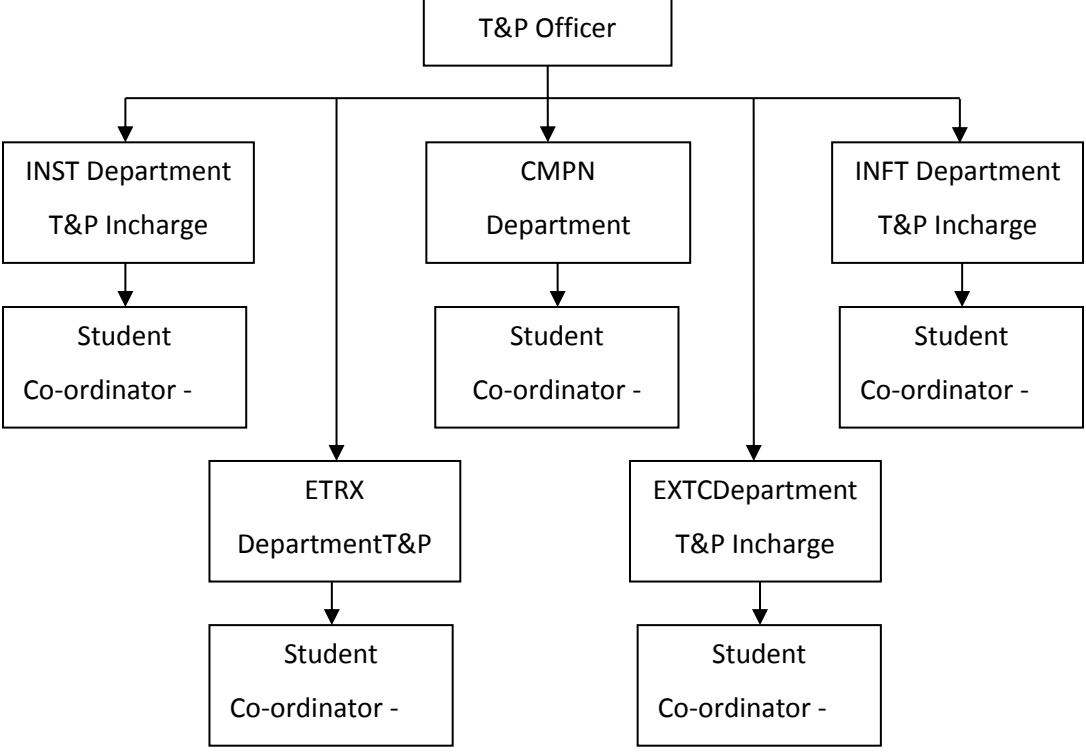 T&P Officer
INST Department
T&P Incharge
CMPN
Department
INFT Department
T&P Incharge
Student
Co-ordinator -
Student
Co-ordinator -
Student
Co-ordinator -
ETRX
DepartmentT&P
EXTCDepartment
T&P Incharge
Student
Co-ordinator -
Student
Co-ordinator -